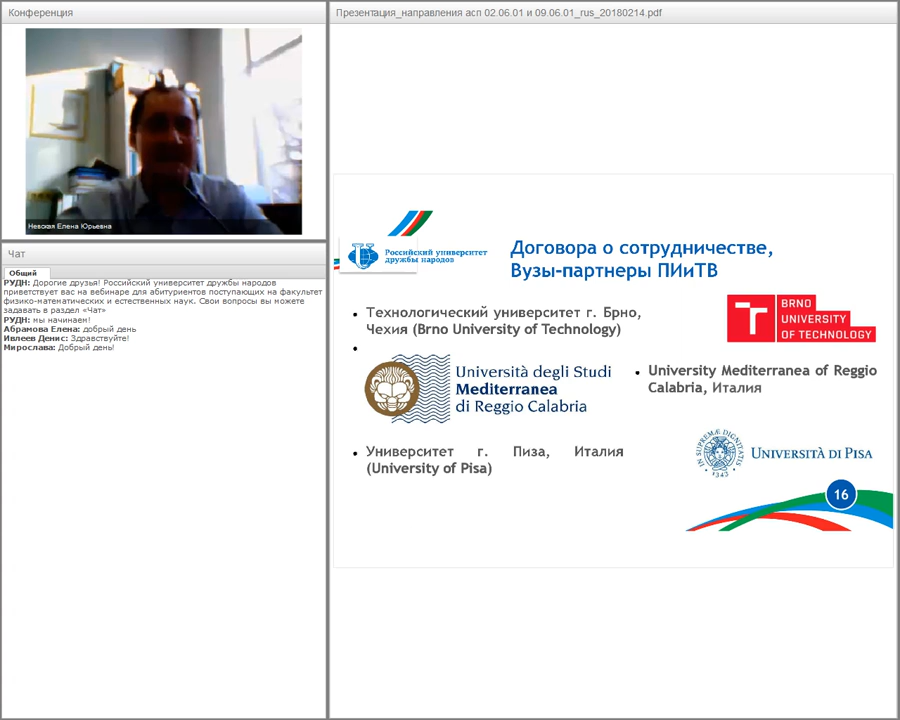 Конференция
Невская Елена Юрьевна
Чат
Общий
РУДН: Дорогие друзья! Российский университет дружбы народов
приветствует вас на вебинаре для абитуриентов поступающих на факультет
физико-математических и естественных наук. Свои вопросы вы можете
задавать в раздел «Чат»
РУДН: мы начинаем!
Абрамова Елена: добрый день
Ивлеев Денис: Здравствуйте!
Мирослава: Добрый день!
Презентация_направления асп 02.06.01 и 09.06.01_rus_20180214.pdf
Российский университет
дружбы народов
Договора о сотрудничестве,
Вузы-партнеры ПИиТВ
Технологический университет г. Брно,
Чехия (Brno University of Technology)
BRNO
UNIVERSITY
OF TECHNOLOGY
Università degli Studi
Mediterranea
di Reggio Calabria
University Mediterranea of Reggio
Calabria, Италия
Университет г. Пиза, Италия
(University of Pisa)
IN SUPREMÆ DIGNITATIS
1343
UNIVERSITÀ DI PISA
16